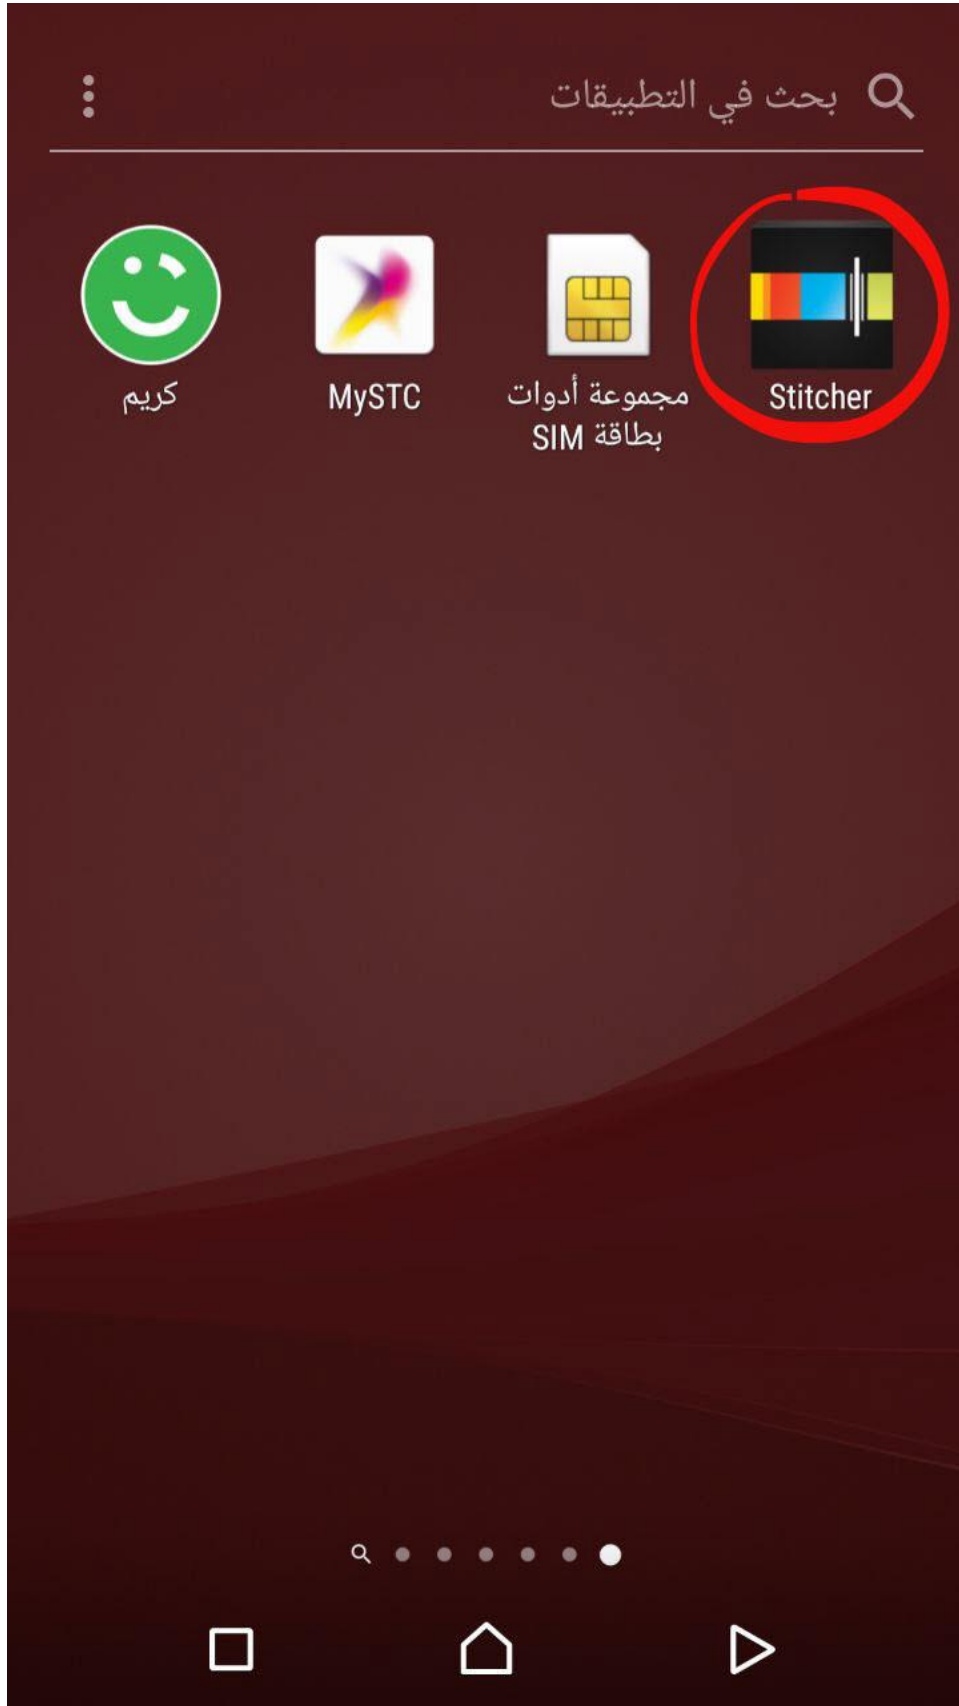 بحث في التطبيقات
Stitcher
مجموعة أدوات
بطاقة SIM
MySTC
كريم